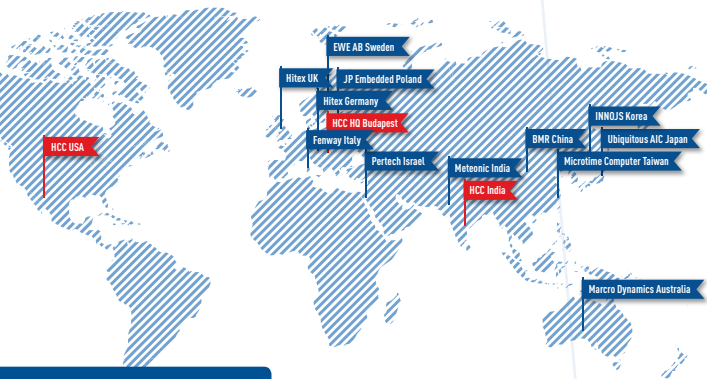 EWE AB Sweden
Hitex UK
JP Embedded Poland
Hitex Germany
HCC HQ Budapest
Fenway Italy
HCC USA
Pertech Israel
Meteonic India
HCC India
INNOJS Korea
BMR China
Ubiquitous AIC Japan
Microtime Computer Taiwan
Marcro Dynamics Australia